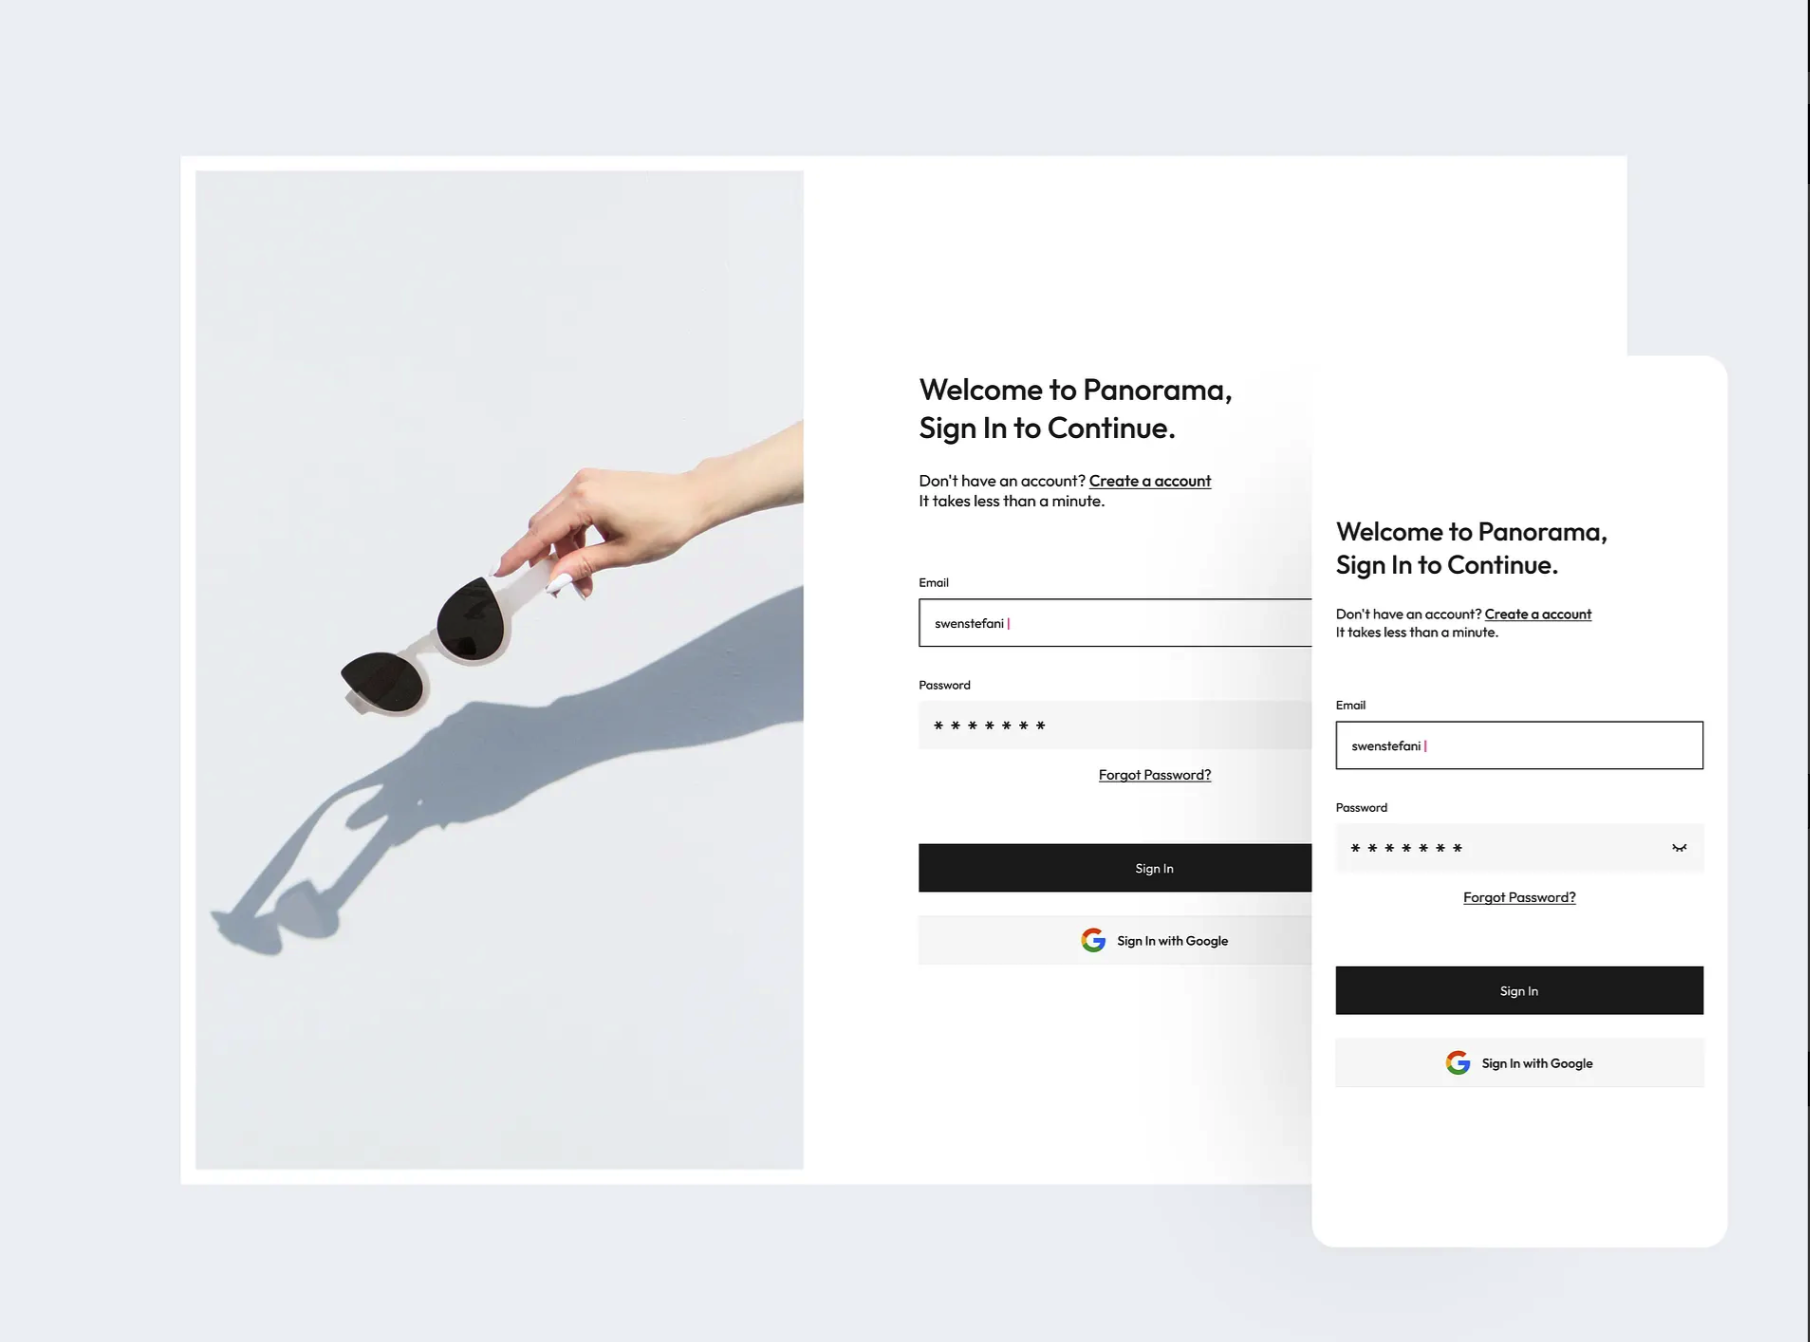 Welcome to Panorama,
Sign In to Continue.
Don't have an account? Create a account
It takes less than a minute.
Email
swenstefani
Password
*******
Forgot Password?
Sign In
Sign In with Google
Welcome to Panorama,
Sign In to Continue.
Don't have an account? Create a account
It takes less than a minute.
Email
swenstefani
Password
*******
Forgot Password?
Sign In
Sign In with Google